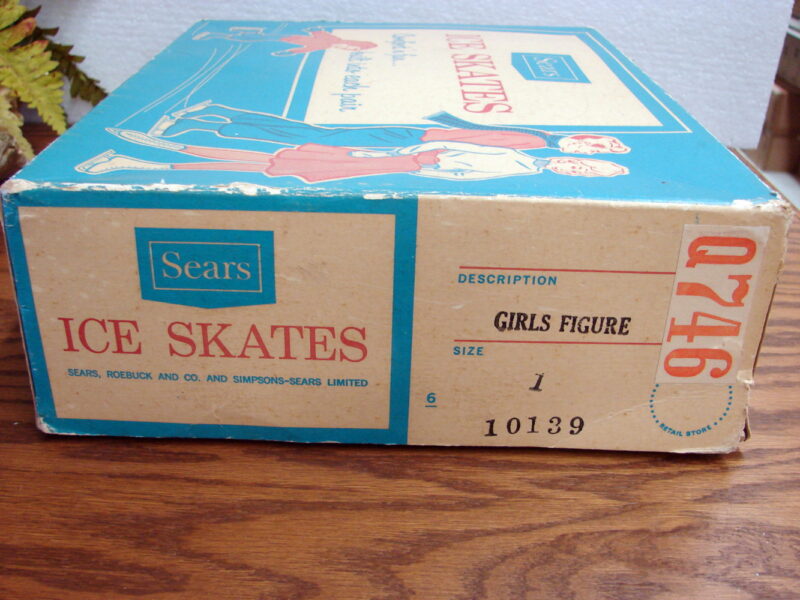 Sears
ICE SKATES
Sears
ICE SKATES
SEARS, ROEBUCK AND CO. AND SIMPSONS-SEARS LIMITED
DESCRIPTION
GIRLS FIGURE
SIZE
1
6
10139
Q746
RETAIL STORE